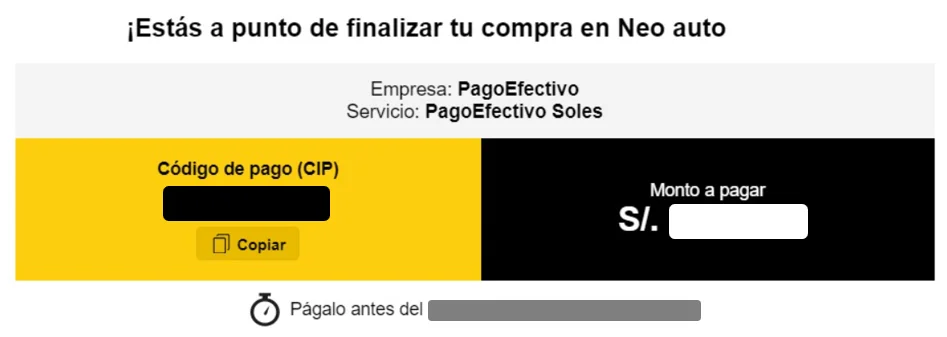 ¡Estás a punto de finalizar tu compra en Neo auto
Empresa: PagoEfectivo
Servicio: PagoEfectivo Soles
Código de pago (CIP)
Copiar
Monto a pagar
S/.
Págalo antes del